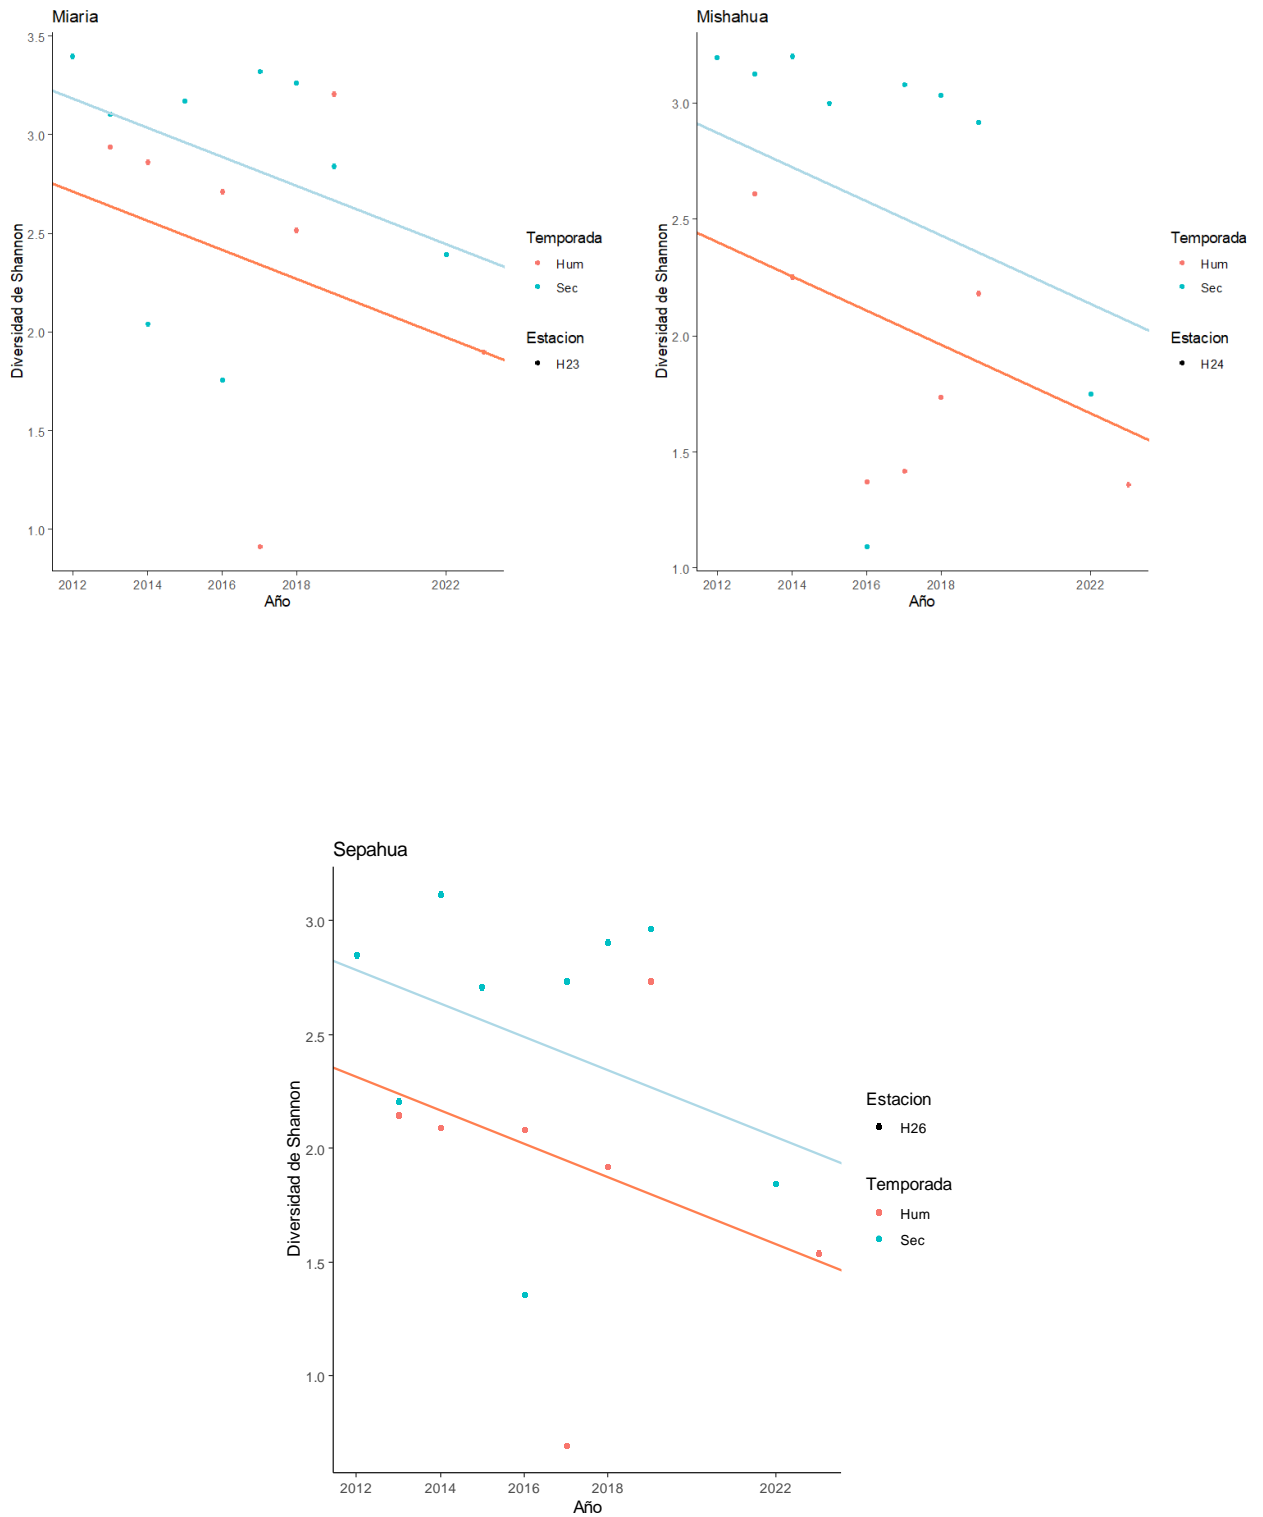 Miaria
3.5
3.0
2.5
2.0
1.5
1.0
Diversidad de Shannon
2012 2014 2016 2018 2022
Año
Temporada
Hum
Sec
Estacion
H23
Mishahua
3.0
2.5
2.0
1.5
1.0
Diversidad de Shannon
2012 2014 2016 2018 2022
Año
Temporada
Hum
Sec
Estacion
H24
Sepahua
3.0
2.5
2.0
1.5
1.0
Diversidad de Shannon
2012 2014 2016 2018 2022
Año
Estacion
H26
Temporada
Hum
Sec